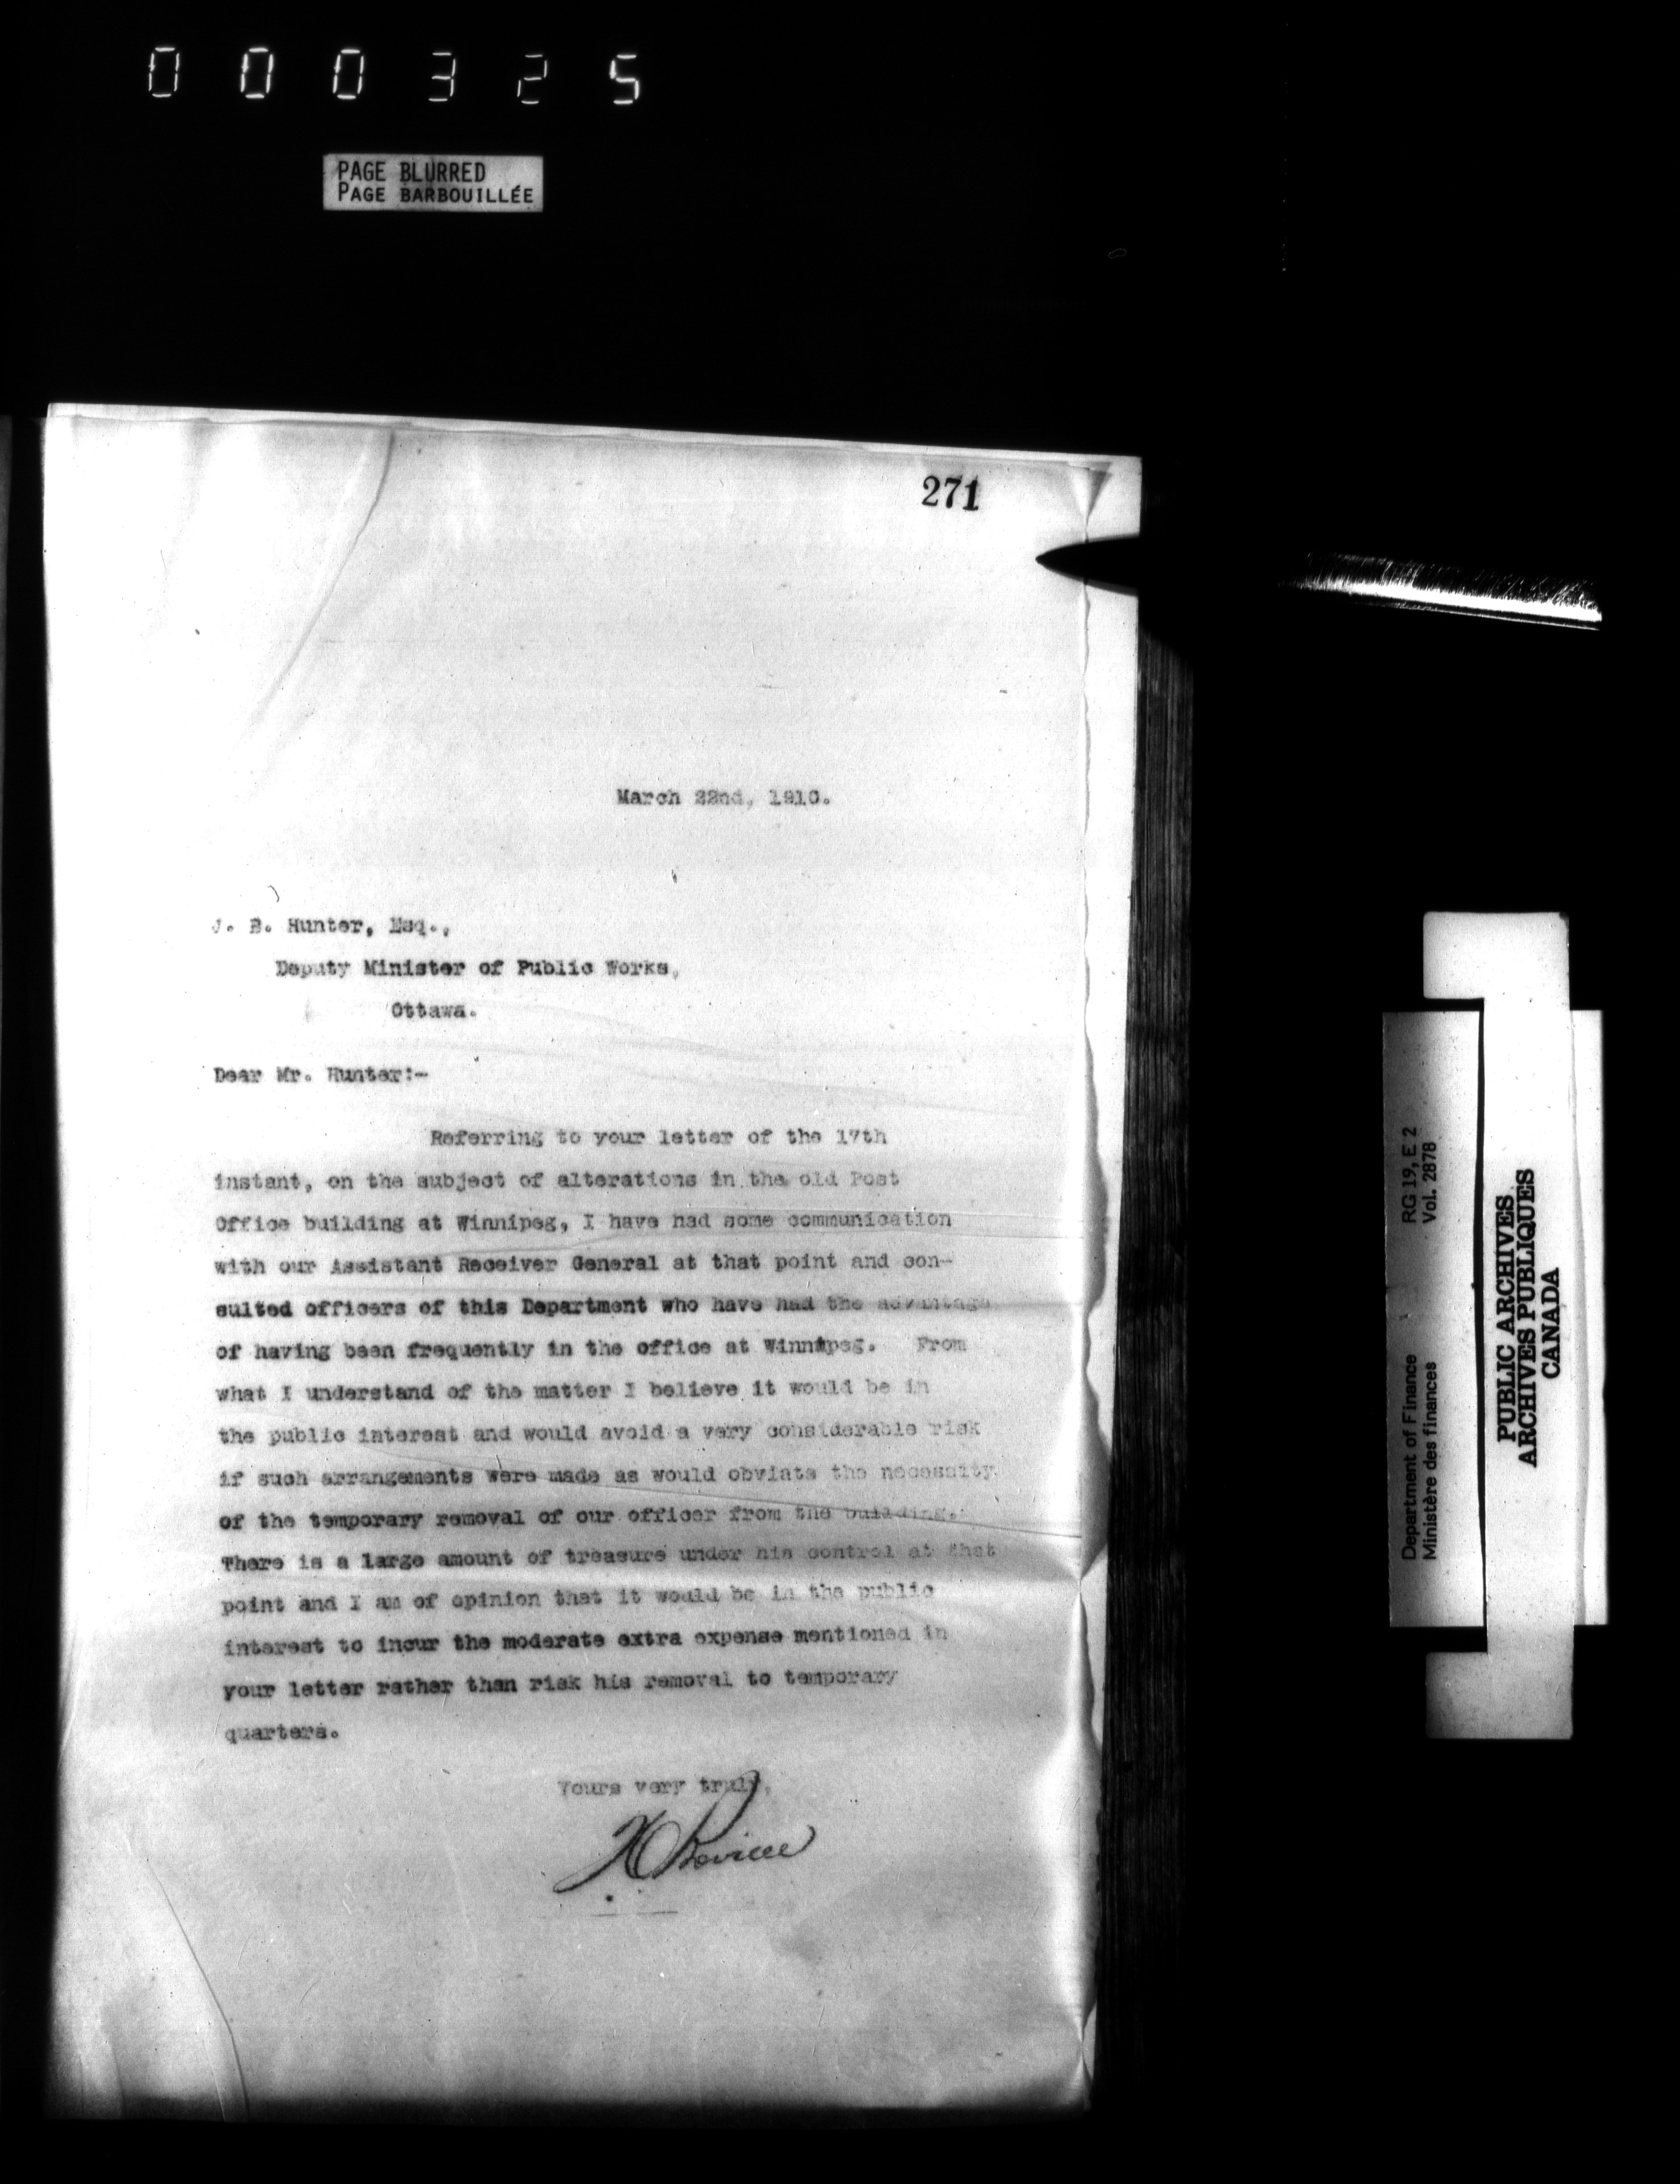 000325
PAGE BLURRED
PAGE BARBOUILLÉE
271
March 22nd, 1910.
J. B. Hunter, Esq.,
Deputy Minister of Public Works,
Ottawa.
Dear Mr. Hunter:-
Referring to your letter of the 17th
instant, on the subject of alterations in the old Post
Office building at Winnipeg, I have had some communication
with our Assistant Receiver General at that point and con-
sulted officers of this Department who have had the advantage
of having been frequently in the office at Winnipeg. From
what I understand of the matter I believe it would be in
the public interest and would avoid a very considerable risk
if such arrangements were made as would obviate the necessity
of the temporary removal of our officer from the building.
There is a large amount of treasure under his control at that
point and I am of opinion that it would be in the public
interest to incur the moderate extra expense mentioned in
your letter rather than risk his removal to temporary
quarters.
Yours very truly,
Department of Finance RG 19, E 2
Ministère des finances Vol. 2878
PUBLIC ARCHIVES
ARCHIVES PUBLIQUES
CANADA